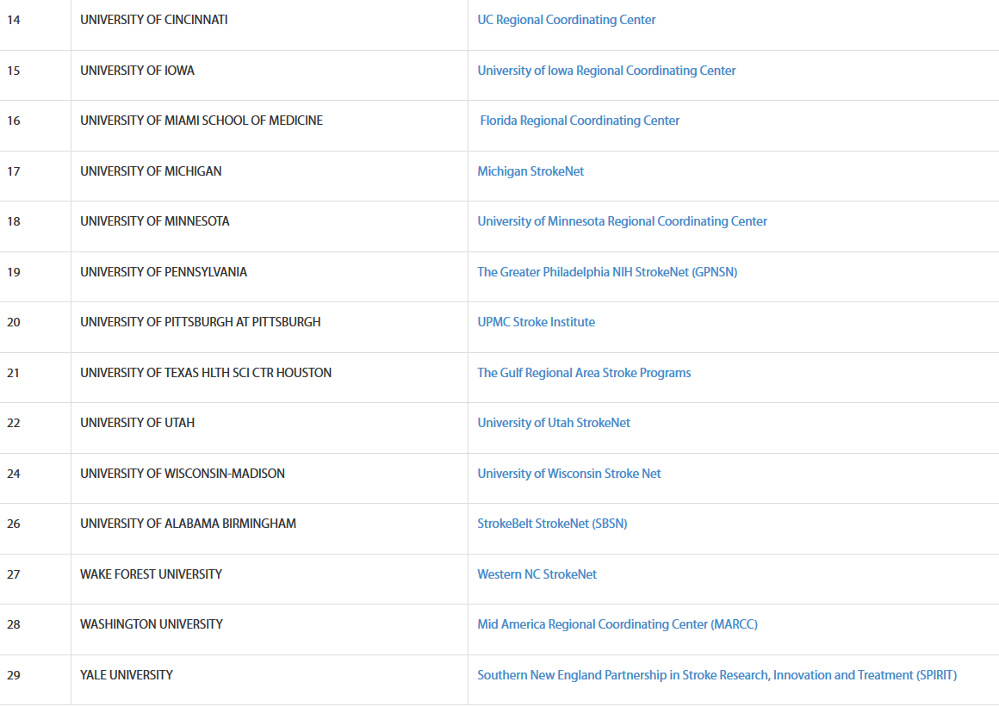 14 UNIVERSITY OF CINCINNATI UC Regional Coordinating Center
15 UNIVERSITY OF IOWA University of Iowa Regional Coordinating Center
16 UNIVERSITY OF MIAMI SCHOOL OF MEDICINE Florida Regional Coordinating Center
17 UNIVERSITY OF MICHIGAN Michigan StrokeNet
18 UNIVERSITY OF MINNESOTA University of Minnesota Regional Coordinating Center
19 UNIVERSITY OF PENNSYLVANIA The Greater Philadelphia NIH StrokeNet (GPNSN)
20 UNIVERSITY OF PITTSBURGH AT PITTSBURGH UPMC Stroke Institute
21 UNIVERSITY OF TEXAS HLTH SCI CTR HOUSTON The Gulf Regional Area Stroke Programs
22 UNIVERSITY OF UTAH University of Utah StrokeNet
24 UNIVERSITY OF WISCONSIN-MADISON University of Wisconsin Stroke Net
26 UNIVERSITY OF ALABAMA BIRMINGHAM StrokeBelt StrokeNet (SBSN)
27 WAKE FOREST UNIVERSITY Western NC StrokeNet
28 WASHINGTON UNIVERSITY Mid America Regional Coordinating Center (MARCC)
29 YALE UNIVERSITY Southern New England Partnership in Stroke Research, Innovation and Treatment (SPIRIT)